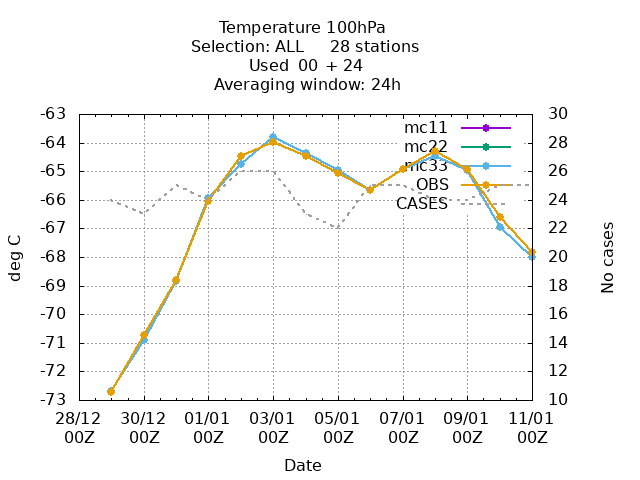 Temperature 100hPa
Selection: ALL 28 stations
Used 00 + 24
Averaging window: 24h
-63 30
-64 28
-65 26
-66 24
-67 22
-68 20
-69 18
-70 16
-71 14
-72 12
-73 10
mc11
mc22
mc33
OBS
CASES
deg C
No cases
28/12 30/12 01/01 03/01 05/01 07/01 09/01 11/01
00Z 00Z 00Z 00Z 00Z 00Z 00Z 00Z
Date